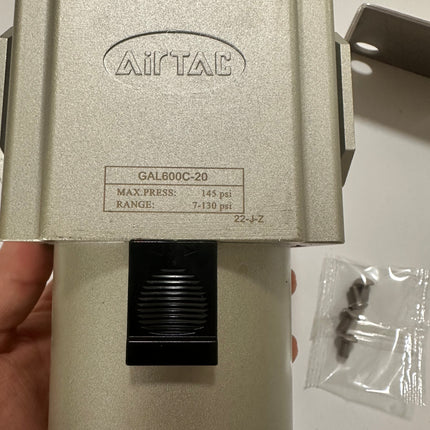 AirTAC
GAL600C-20
MAX.PRESS: 145 psi
RANGE: 7-130 psi
22-J-Z